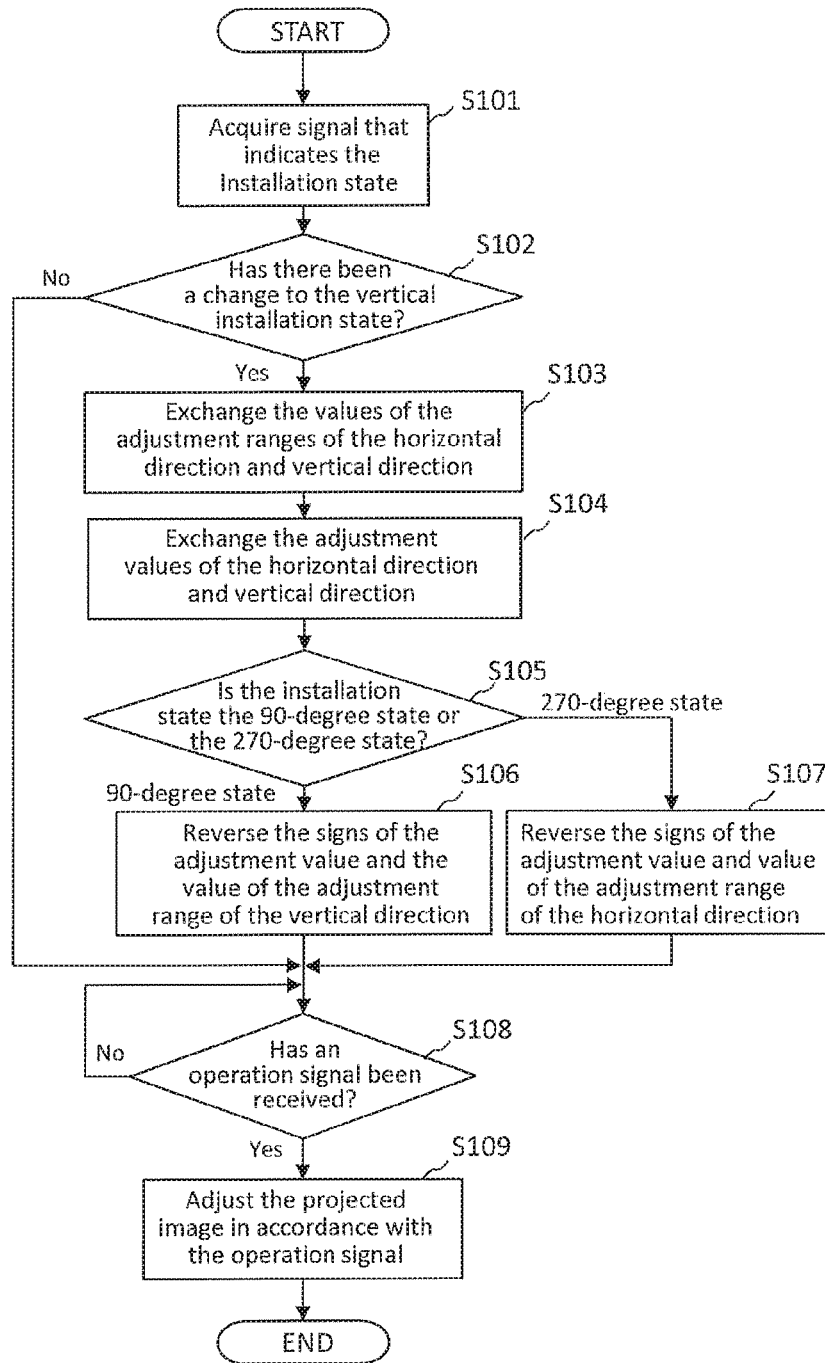 START
S101
Acquire signal that
indicates the
Installation state
S102
No
Has there been
a change to the vertical
installation state?
Yes
S103
Exchange the values of the
adjustment ranges of the horizontal
direction and vertical direction
S104
Exchange the adjustment
values of the horizontal direction
and vertical direction
S105
Is the installation
state the 90-degree state or
the 270-degree state?
270-degree state
90-degree state
S106
S107
Reverse the signs of the
adjustment value and the
value of the adjustment
range of the vertical direction
Reverse the signs of the
adjustment value and value
of the adjustment range
of the horizontal direction
S108
No
Has an
operation signal been
received?
Yes
S109
Adjust the projected
image in accordance with
the operation signal
END